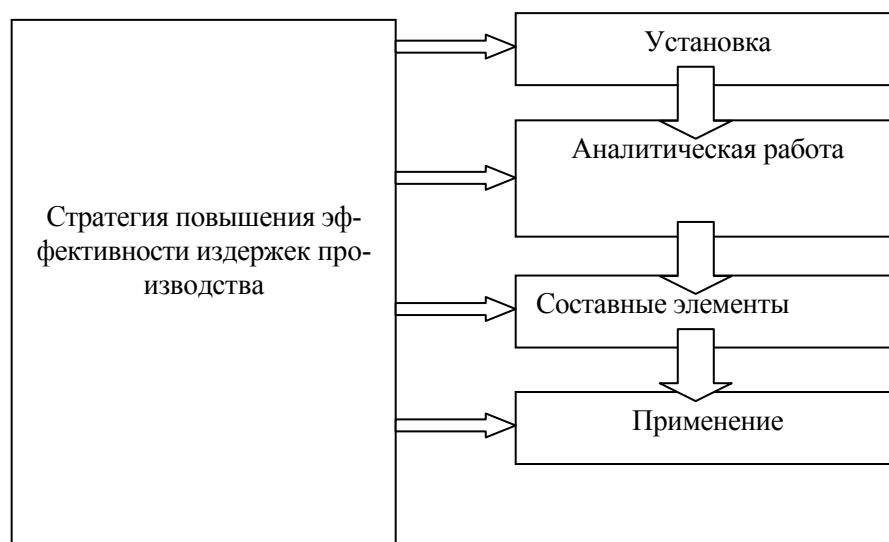 Установка
Аналитическая работа
Стратегия повышения эф-
фективности издержек про-
изводства
Составные элементы
Применение